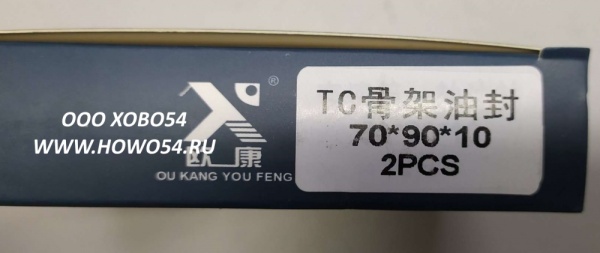 ®
TC骨架油封
70*90*10
2PCS
ООО ХОВО54
WWW.HOWO54.RU
欧康
OU KANG YOU FENG